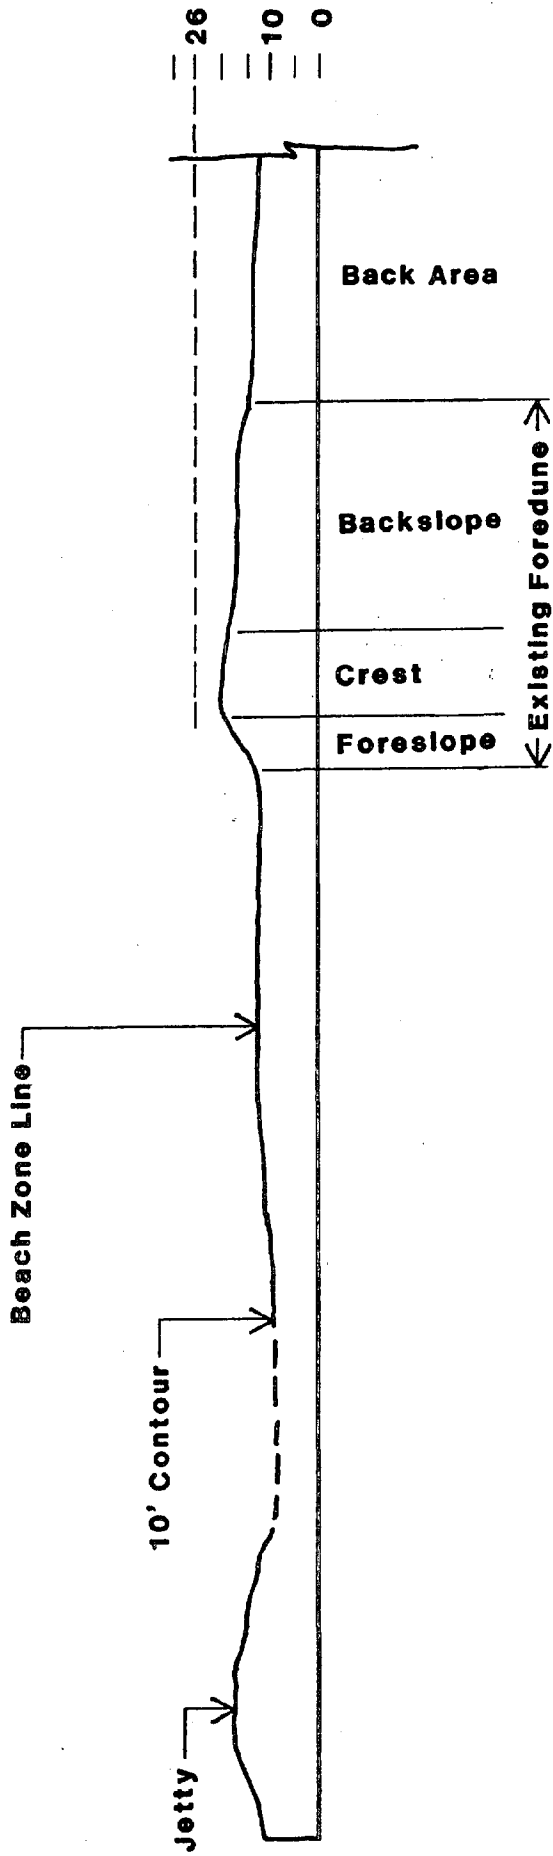 26
10
0
Back Area
Backslope
Crest
Foreslope
Existing Foredune
Beach Zone Line
10' Contour
Jetty